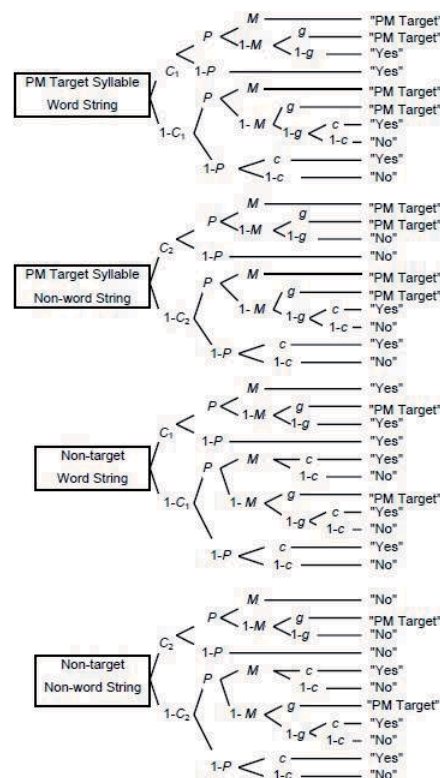 M "PM Target"
P g "PM Target"
1-M 1-g "Yes"
C₁ 1-P "Yes"
PM Target Syllable
Word String
P M "PM Target"
g "PM Target"
1-C₁ 1- M 1-g c "Yes"
1-c "No"
1-P c "Yes"
1-c "No"
M "PM Target"
P g "PM Target"
1-M 1-g "No"
C₂ 1-P "No"
PM Target Syllable
Non-word String
P M "PM Target"
g "PM Target"
1-C₂ 1- M 1-g c "Yes"
1-c "No"
1-P c "Yes"
1-c "No"
M "Yes"
P g "PM Target"
1-M 1-g "Yes"
C₁ 1-P "Yes"
Non-target
Word String
P M c "Yes"
1-c "No"
1-C₁ 1- M g "PM Target"
1-g c "Yes"
1-c "No"
1-P c "Yes"
1-c "No"
M "No"
P g "PM Target"
1-M 1-g "No"
C₂ 1-P "No"
Non-target
Non-word String
P M c "Yes"
1-c "No"
1-C₂ 1- M g "PM Target"
1-g c "Yes"
1-c "No"
1-P c "Yes"
1-c "No"